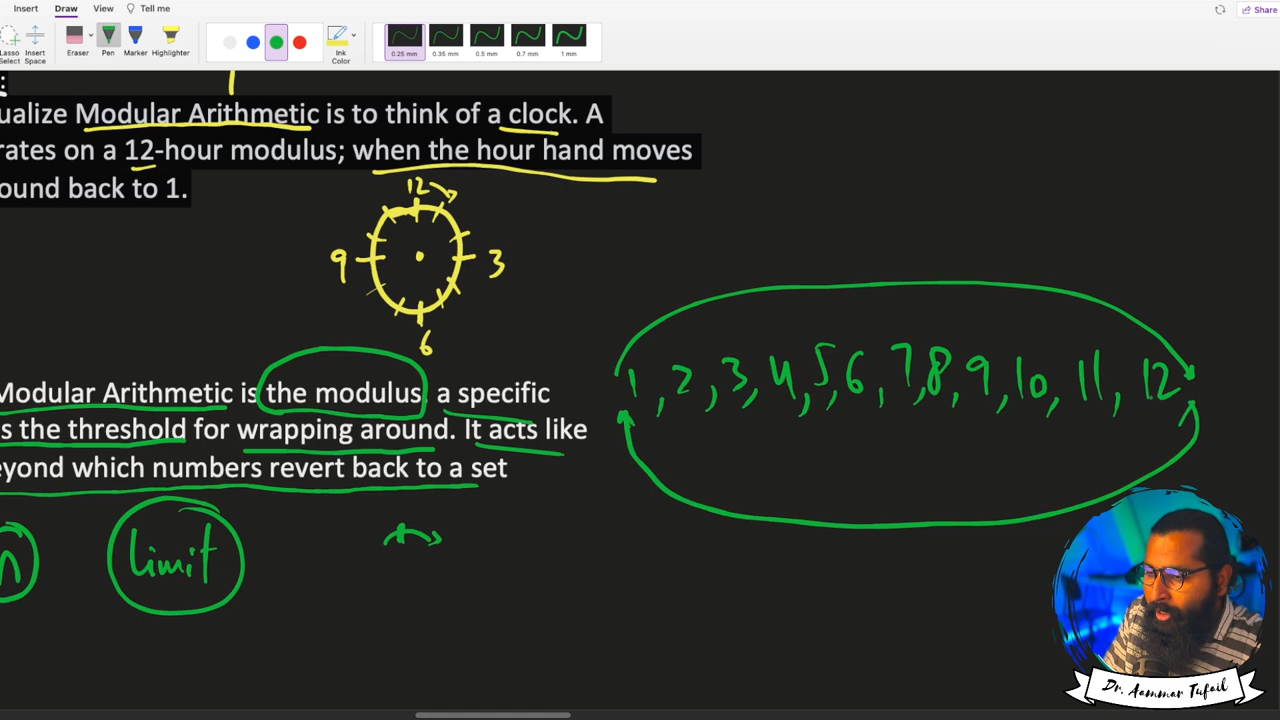 Insert Draw View Tell me
Share
Lasso Select
Insert Space
Eraser
Pen
Marker
Highlighter
Ink Color
0.25 mm
0.35 mm
0.5 mm
0.7 mm
1 mm
ualize Modular Arithmetic is to think of a clock. A
rates on a 12-hour modulus; when the hour hand moves
ound back to 1.
12
9
3
6
1, 2, 3, 4, 5, 6, 7, 8, 9, 10, 11, 12
Modular Arithmetic is the modulus, a specific
s the threshold for wrapping around. It acts like
eyond which numbers revert back to a set
n
limit
Dr. Aammar Tufail